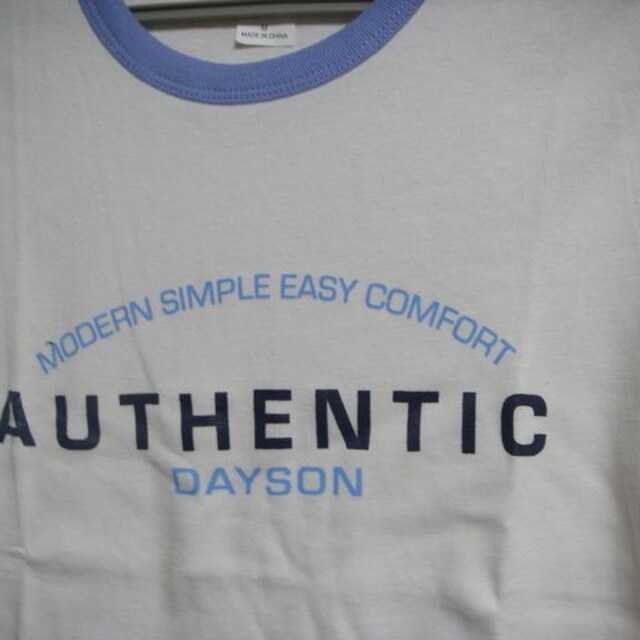 MADE IN CHINA
MODERN SIMPLE EASY COMFORT
AUTHENTIC
DAYSON